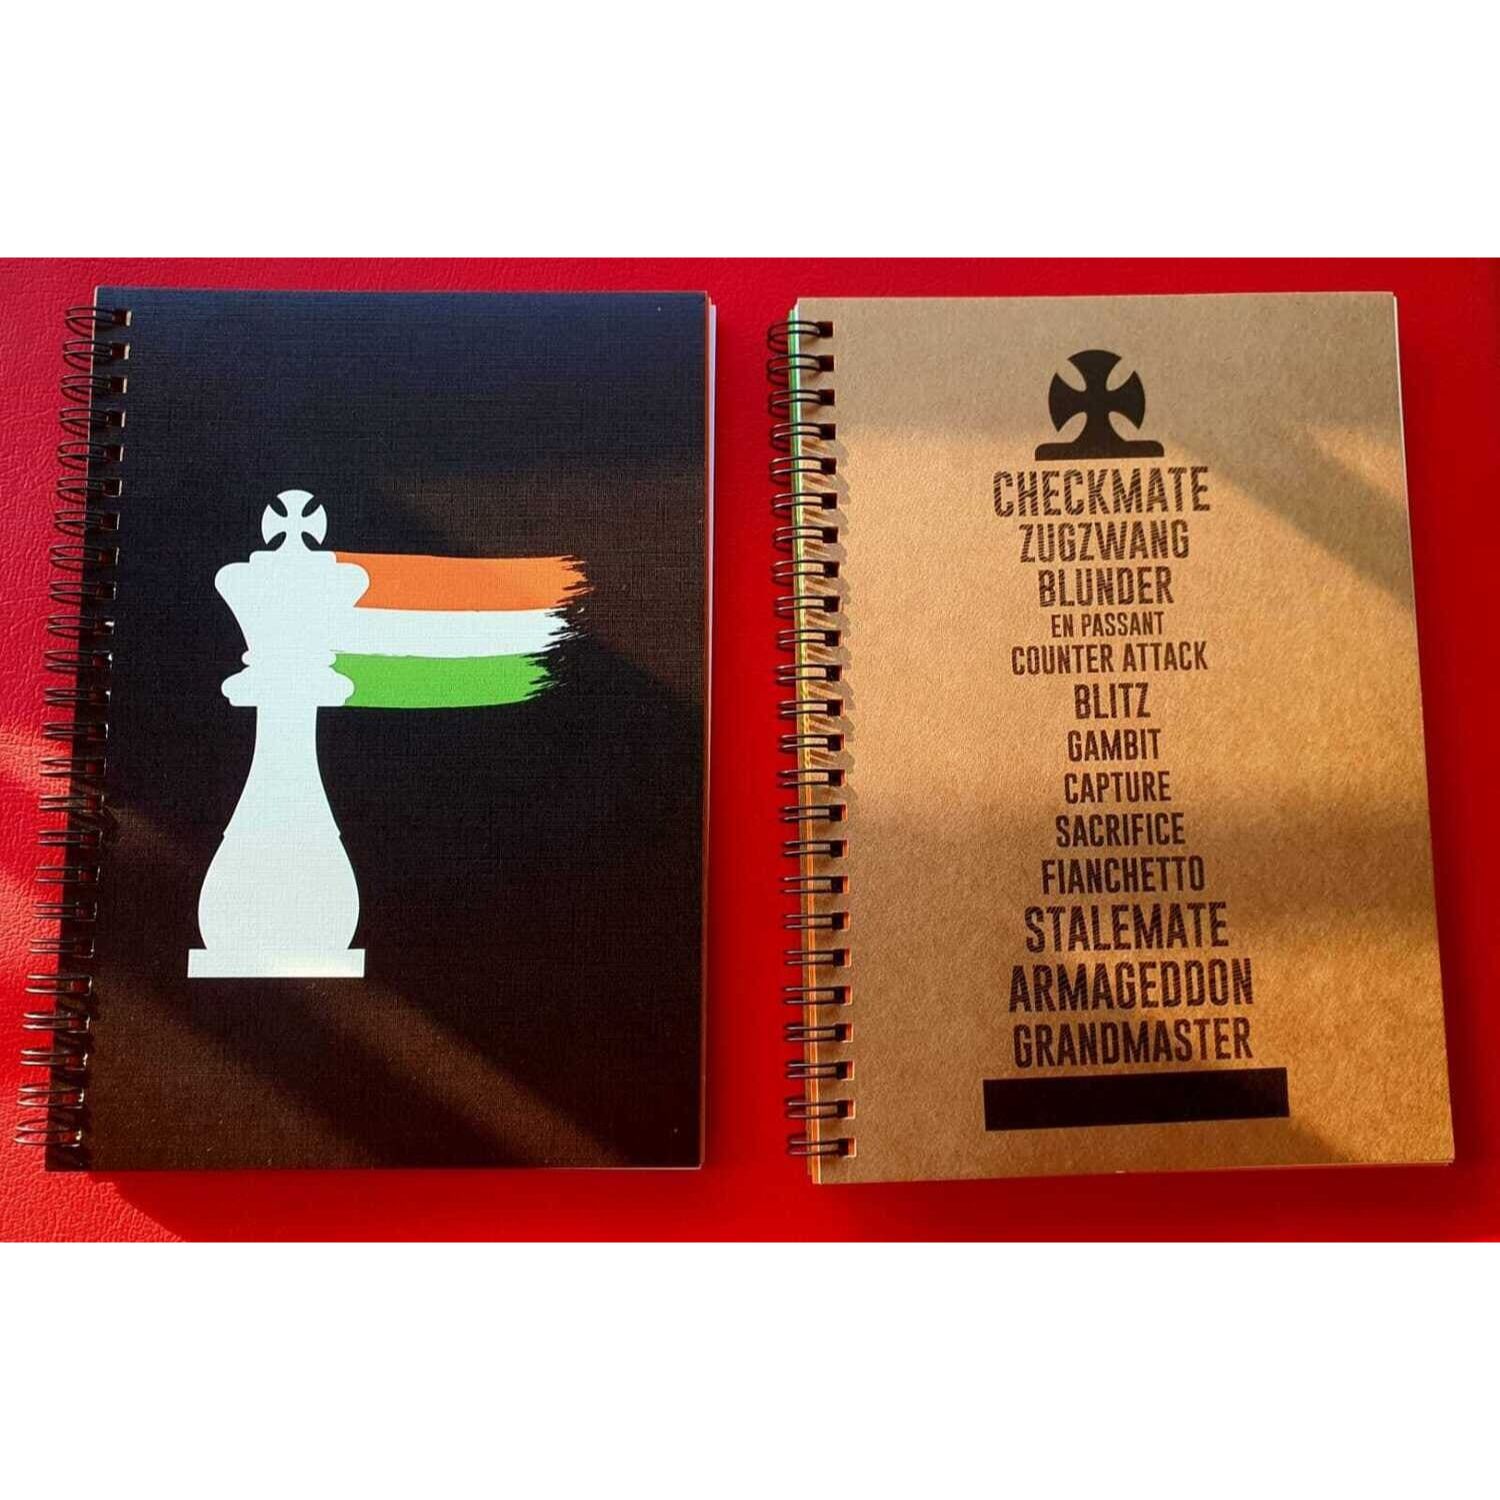 CHECKMATE
ZUGZWANG
BLUNDER
EN PASSANT
COUNTER ATTACK
BLITZ
GAMBIT
CAPTURE
SACRIFICE
FIANCHETTO
STALEMATE
ARMAGEDDON
GRANDMASTER